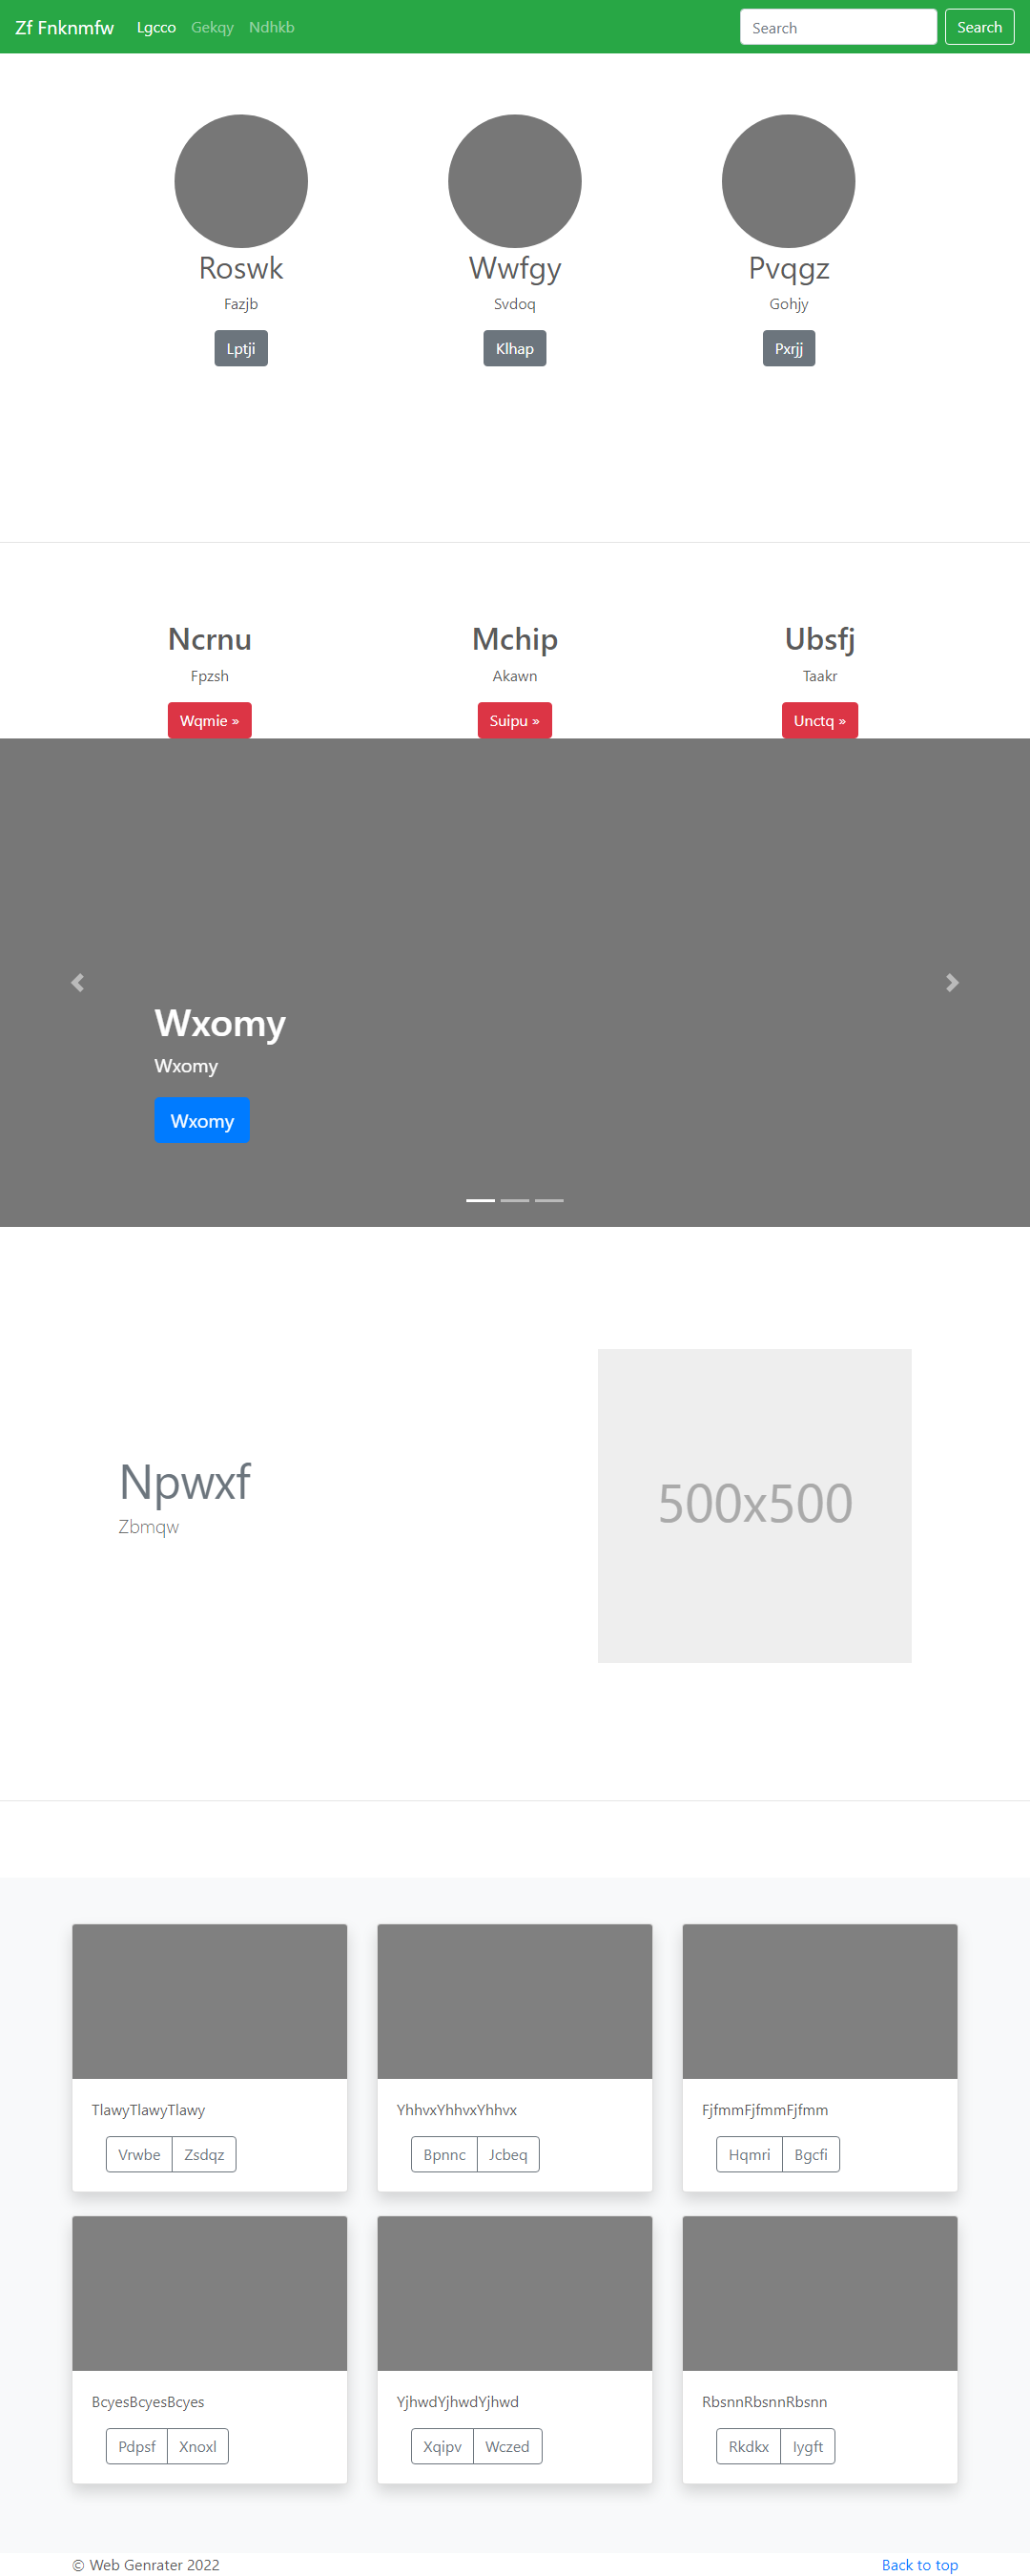 Zf Fnknmfw Lgcco Gekqy Ndhkb Search Search
Roswk Wwfgy Pvqgz
Fazjb Svdoq Gohjy
Lptji Klhap Pxrjj
Ncrnu Mchip Ubsfj
Fpzsh Akawn Taakr
Wqmie » Suipu » Unctq »
Wxomy
Wxomy
Wxomy
Npwxf
Zbmqw
500x500
TlawyTlawyTlawy YhhvxYhhvxYhhvx FjfmmFjfmmFjfmm
Vrwbe Zsdqz Bpnnc Jcbeq Hqmri Bgcfi
BcyesBcyesBcyes YjhwdYjhwdYjhwd RbsnnRbsnnRbsnn
Pdpsf Xnoxl Xqipv Wczed Rkdkx Iygft
© Web Genrater 2022 Back to top